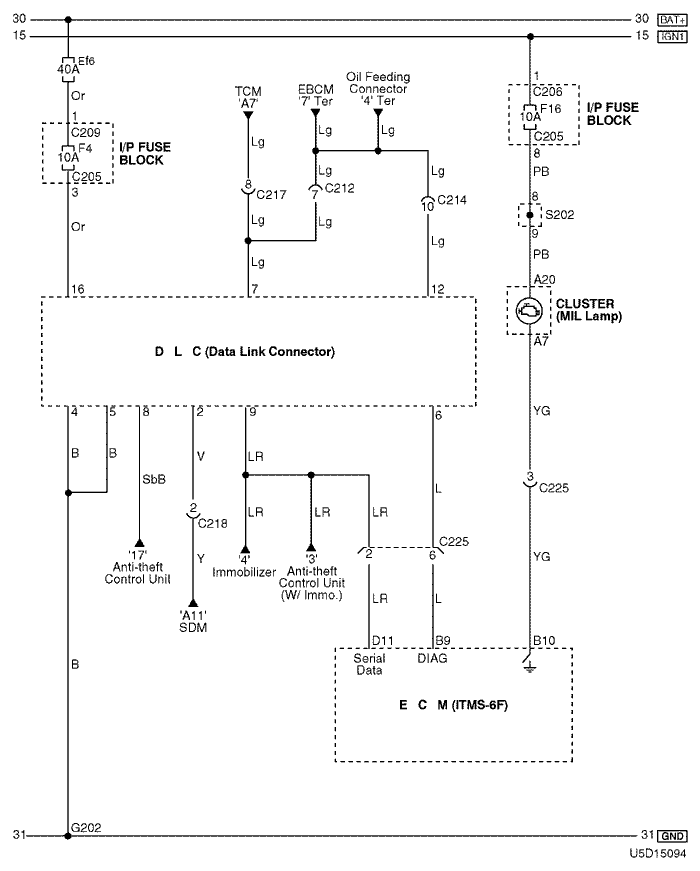 30 30 BAT+
15 15 IGN1
Ef6
40A
Or
1
C209
F4
10A
C205
3
I/P FUSE
BLOCK
Or
16
TCM
'A7'
EBCM
'7' Ter
Oil Feeding
Connector
'4' Ter
Lg Lg Lg
8 C217
7 C212
Lg
10 C214
Lg Lg Lg
Lg
7 12
1
C206
F16
10A
C205
8
I/P FUSE
BLOCK
PB
8
S202
9
PB
A20
CLUSTER
(MIL Lamp)
A7
D L C (Data Link Connector)
4 5 8 2 9 6
B B SbB V LR L YG
2 C218
3 C225
LR LR LR
'17'
Anti-theft
Control Unit
Y
'A11'
SDM
'4'
Immobilizer
'3'
Anti-theft
Control Unit
(W/ Immo.)
2 6 C225
YG
LR L
B
D11 B9 B10
Serial
Data
DIAG
E C M (ITMS-6F)
G202
31 31 GND
U5D15094